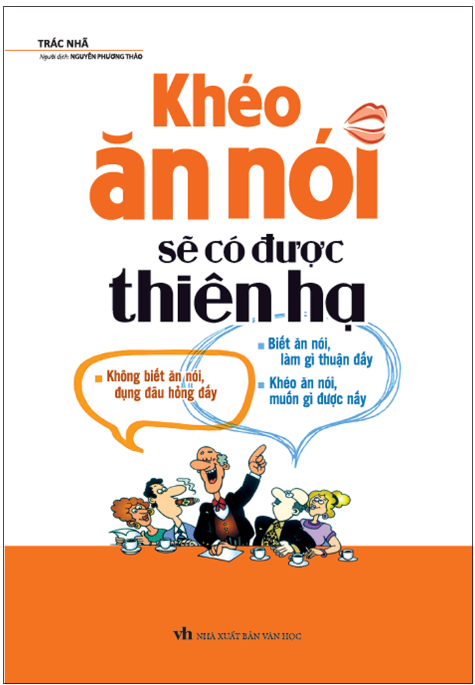 TRÁC NHÃ
Người dịch: NGUYỄN PHƯƠNG THẢO
Khéo
ăn nói
sẽ có được
thiên hạ
Biết ăn nói,
làm gì thuận đấy
Không biết ăn nói,
đụng đâu hỏng đấy
Khéo ăn nói,
muốn gì được nấy
vh NHÀ XUẤT BẢN VĂN HỌC